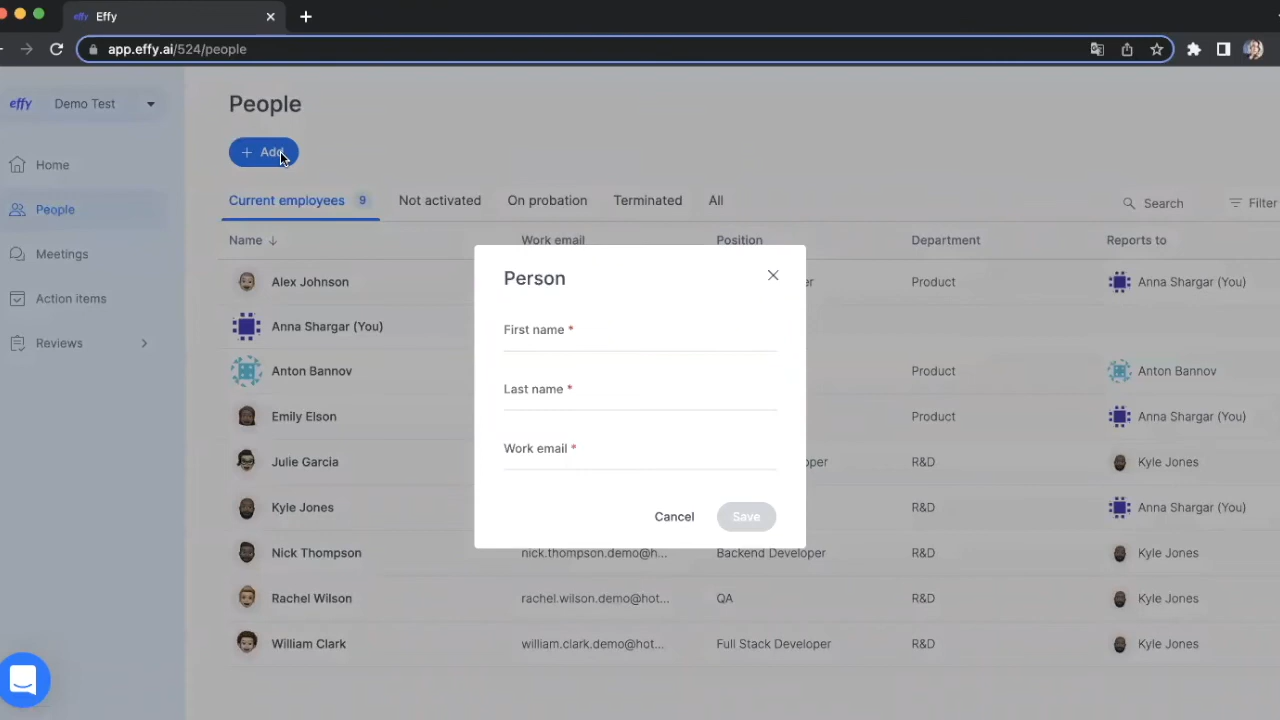 Effy
app.effy.ai/524/people
effy Demo Test
Home
People
Meetings
Action items
Reviews
People
+ Add
Current employees 9 Not activated On probation Terminated All Search Filter
Name ↓ Work email Position Department Reports to
Alex Johnson Product Anna Shargar (You)
Anna Shargar (You)
Anton Bannov Product Anton Bannov
Emily Elson Product Anna Shargar (You)
Julie Garcia R&D Kyle Jones
Kyle Jones R&D Anna Shargar (You)
Nick Thompson nick.thompson.demo@h... Backend Developer R&D Kyle Jones
Rachel Wilson rachel.wilson.demo@hot... QA R&D Kyle Jones
William Clark william.clark.demo@hot... Full Stack Developer R&D Kyle Jones
Person
First name *
Last name *
Work email *
Cancel Save